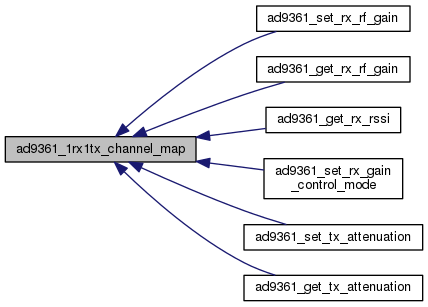 ad9361_set_rx_rf_gain
ad9361_get_rx_rf_gain
ad9361_get_rx_rssi
ad9361_1rx1tx_channel_map
ad9361_set_rx_gain
_control_mode
ad9361_set_tx_attenuation
ad9361_get_tx_attenuation